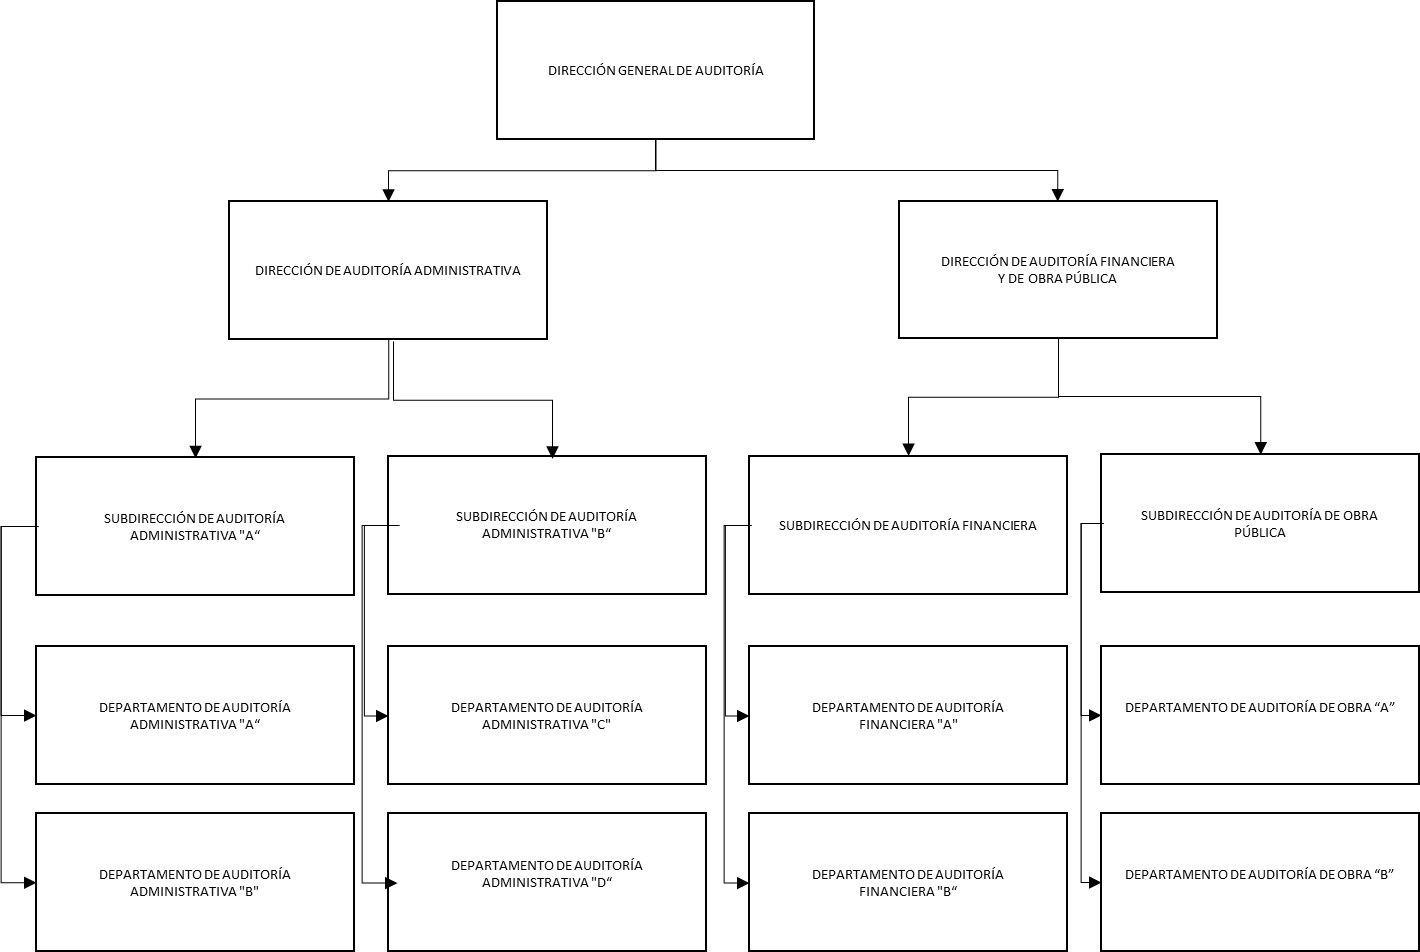 DIRECCIÓN GENERAL DE AUDITORÍA
DIRECCIÓN DE AUDITORÍA ADMINISTRATIVA
DIRECCIÓN DE AUDITORÍA FINANCIERA
Y DE OBRA PÚBLICA
SUBDIRECCIÓN DE AUDITORÍA
ADMINISTRATIVA "A“
SUBDIRECCIÓN DE AUDITORÍA
ADMINISTRATIVA "B“
SUBDIRECCIÓN DE AUDITORÍA FINANCIERA
SUBDIRECCIÓN DE AUDITORÍA DE OBRA
PÚBLICA
DEPARTAMENTO DE AUDITORÍA
ADMINISTRATIVA "A“
DEPARTAMENTO DE AUDITORÍA
ADMINISTRATIVA "C"
DEPARTAMENTO DE AUDITORÍA
FINANCIERA "A"
DEPARTAMENTO DE AUDITORÍA DE OBRA “A”
DEPARTAMENTO DE AUDITORÍA
ADMINISTRATIVA "B"
DEPARTAMENTO DE AUDITORÍA
ADMINISTRATIVA "D“
DEPARTAMENTO DE AUDITORÍA
FINANCIERA "B“
DEPARTAMENTO DE AUDITORÍA DE OBRA “B”